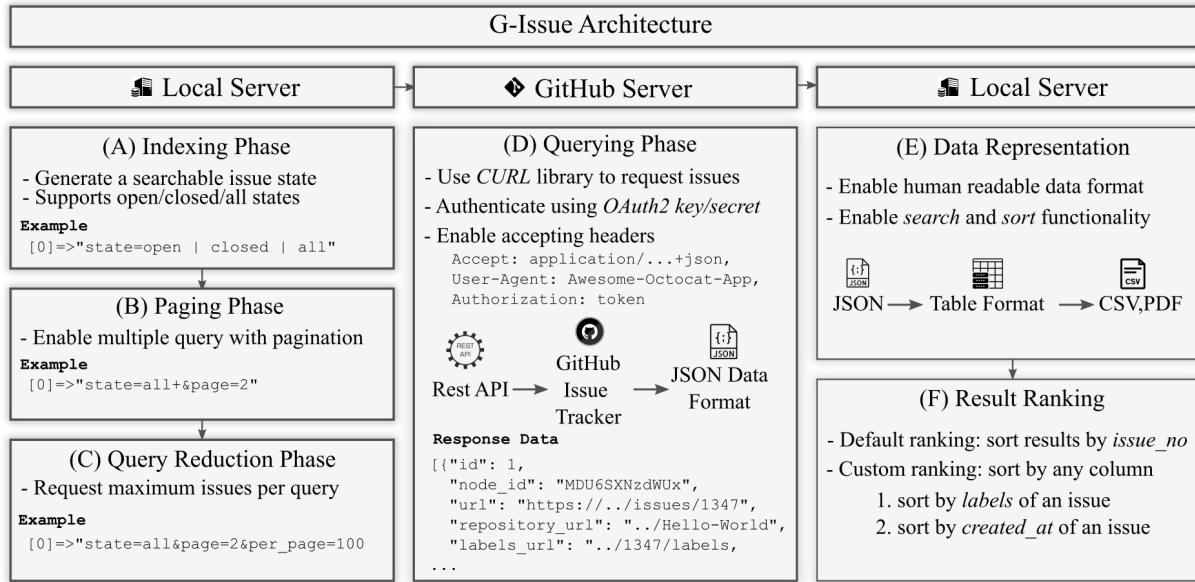 G-Issue Architecture
Local Server
GitHub Server
Local Server
(A) Indexing Phase
- Generate a searchable issue state
- Supports open/closed/all states
Example
[0]=>"state=open | closed | all"
(B) Paging Phase
- Enable multiple query with pagination
Example
[0]=>"state=all+&page=2"
(C) Query Reduction Phase
- Request maximum issues per query
Example
[0]=>"state=all&page=2&per_page=100
(D) Querying Phase
- Use CURL library to request issues
- Authenticate using OAuth2 key/secret
- Enable accepting headers
Accept: application/...+json,
User-Agent: Awesome-Octocat-App,
Authorization: token
REST
API
Rest API
GitHub
Issue
Tracker
{:}
JSON
JSON Data
Format
Response Data
[{"id": 1,
"node_id": "MDU6SXNzdWUx",
"url": "https://../issues/1347",
"repository_url": "../Hello-World",
"labels_url": "../1347/labels,
...
(E) Data Representation
- Enable human readable data format
- Enable search and sort functionality
{:}
JSON
JSON
Table Format
CSV
CSV,PDF
(F) Result Ranking
- Default ranking: sort results by issue_no
- Custom ranking: sort by any column
1. sort by labels of an issue
2. sort by created_at of an issue